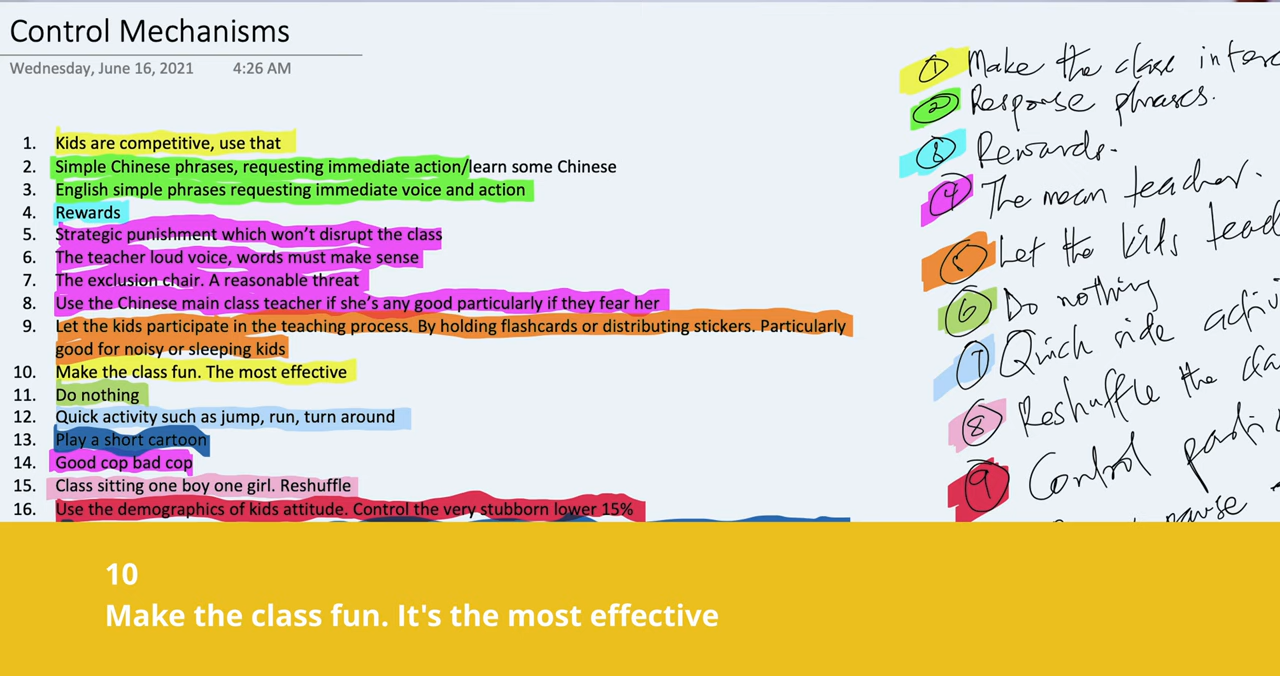 Control Mechanisms
Wednesday, June 16, 2021 4:26 AM
1. Kids are competitive, use that
2. Simple Chinese phrases, requesting immediate action/learn some Chinese
3. English simple phrases requesting immediate voice and action
4. Rewards
5. Strategic punishment which won't disrupt the class
6. The teacher loud voice, words must make sense
7. The exclusion chair. A reasonable threat
8. Use the Chinese main class teacher if she's any good particularly if they fear her
9. Let the kids participate in the teaching process. By holding flashcards or distributing stickers. Particularly
good for noisy or sleeping kids
10. Make the class fun. The most effective
11. Do nothing
12. Quick activity such as jump, run, turn around
13. Play a short cartoon
14. Good cop bad cop
15. Class sitting one boy one girl. Reshuffle
16. Use the demographics of kids attitude. Control the very stubborn lower 15%
1 Make the class
2 Response phrases.
3 Rewards.
4 The mean teacher.
5 Let the kids
6 Do nothing
7 Quick
8 Reshuffle the
9 Control
10
Make the class fun. It's the most effective